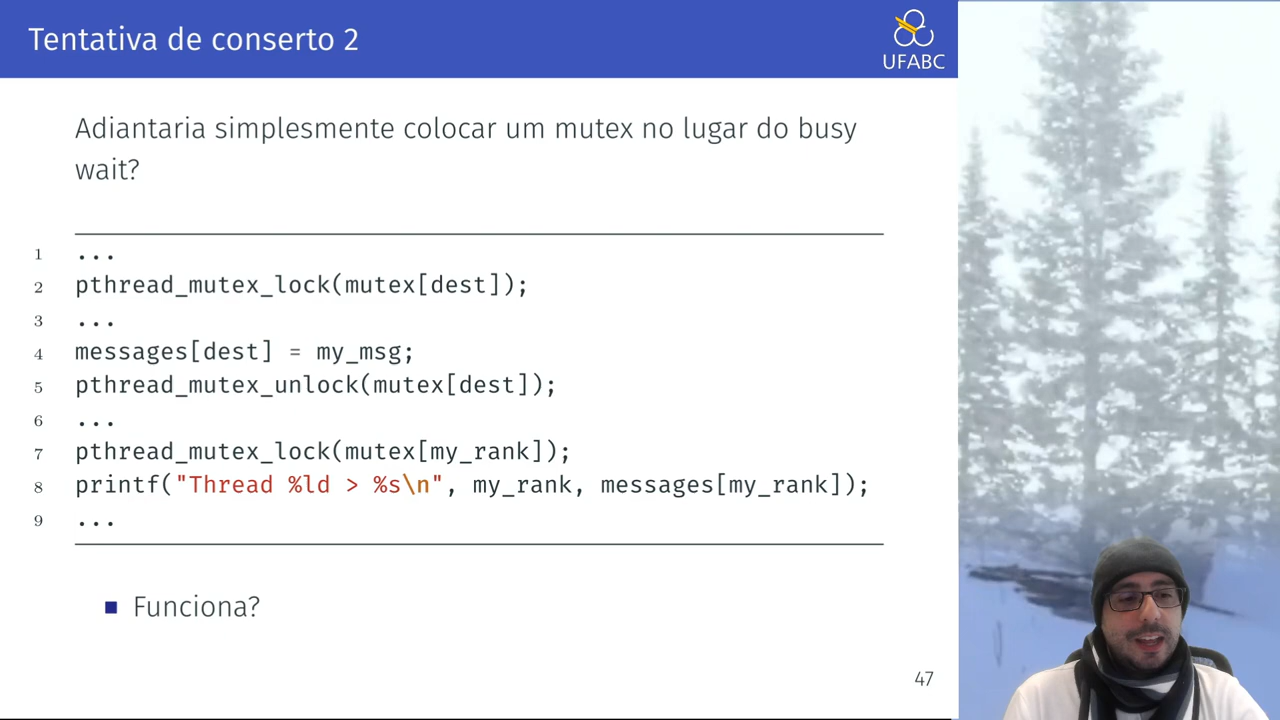 Tentativa de conserto 2
UFABC
Adiantaria simplesmente colocar um mutex no lugar do busy
wait?
1 ...
2 pthread_mutex_lock(mutex[dest]);
3 ...
4 messages[dest] = my_msg;
5 pthread_mutex_unlock(mutex[dest]);
6 ...
7 pthread_mutex_lock(mutex[my_rank]);
8 printf("Thread %ld > %s\n", my_rank, messages[my_rank]);
9 ...
Funciona?
47